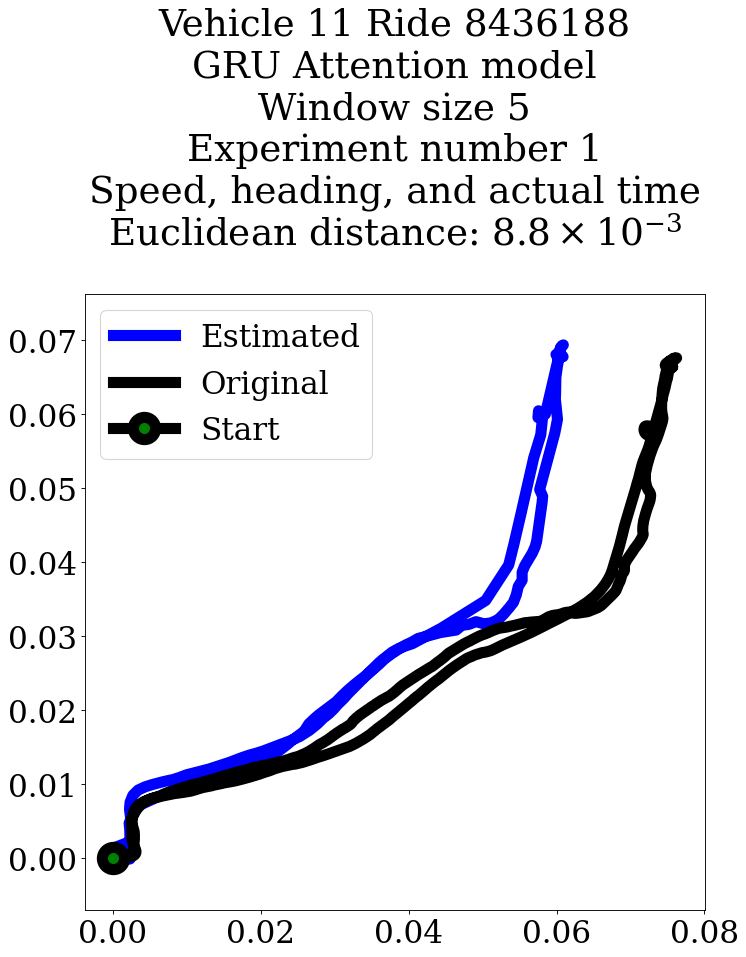 Vehicle 11 Ride 8436188
GRU Attention model
Window size 5
Experiment number 1
Speed, heading, and actual time
Euclidean distance: 8.8 × 10⁻³
Estimated
Original
Start
0.07
0.06
0.05
0.04
0.03
0.02
0.01
0.00
0.00 0.02 0.04 0.06 0.08